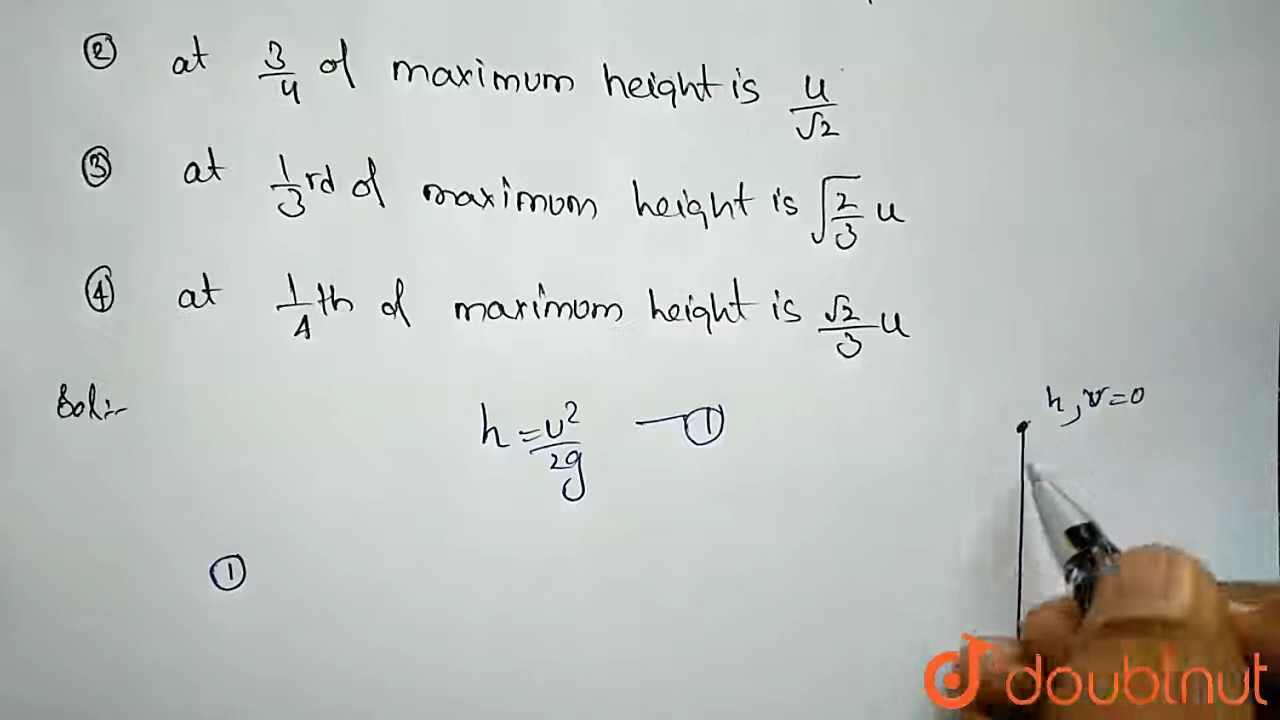 ② at 3/4 of maximum height is u/√2
③ at 1/3rd of maximum height is √(2/3) u
④ at 1/4th of maximum height is √2/3 u
Sol:-
h = u²/2g — ①
h, v=0
①
doubtnut